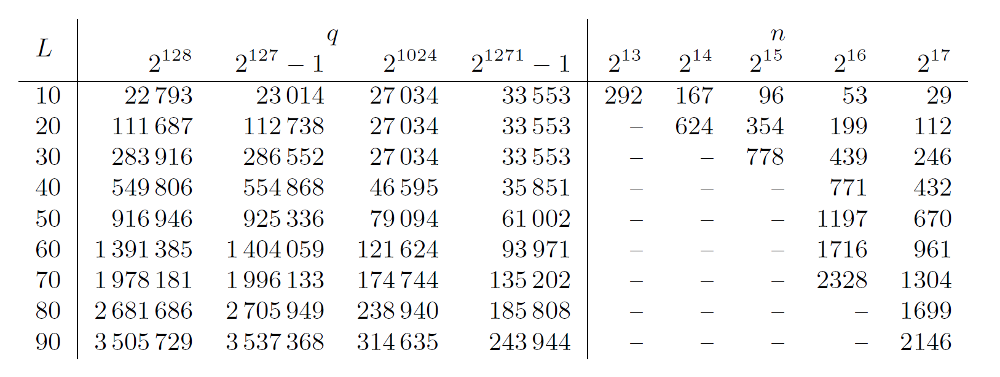 L q n
2^128 2^127 − 1 2^1024 2^1271 − 1 2^13 2^14 2^15 2^16 2^17
10 22 793 23 014 27 034 33 553 292 167 96 53 29
20 111 687 112 738 27 034 33 553 – 624 354 199 112
30 283 916 286 552 27 034 33 553 – – 778 439 246
40 549 806 554 868 46 595 35 851 – – – 771 432
50 916 946 925 336 79 094 61 002 – – – 1197 670
60 1 391 385 1 404 059 121 624 93 971 – – – 1716 961
70 1 978 181 1 996 133 174 744 135 202 – – – 2328 1304
80 2 681 686 2 705 949 238 940 185 808 – – – – 1699
90 3 505 729 3 537 368 314 635 243 944 – – – – 2146